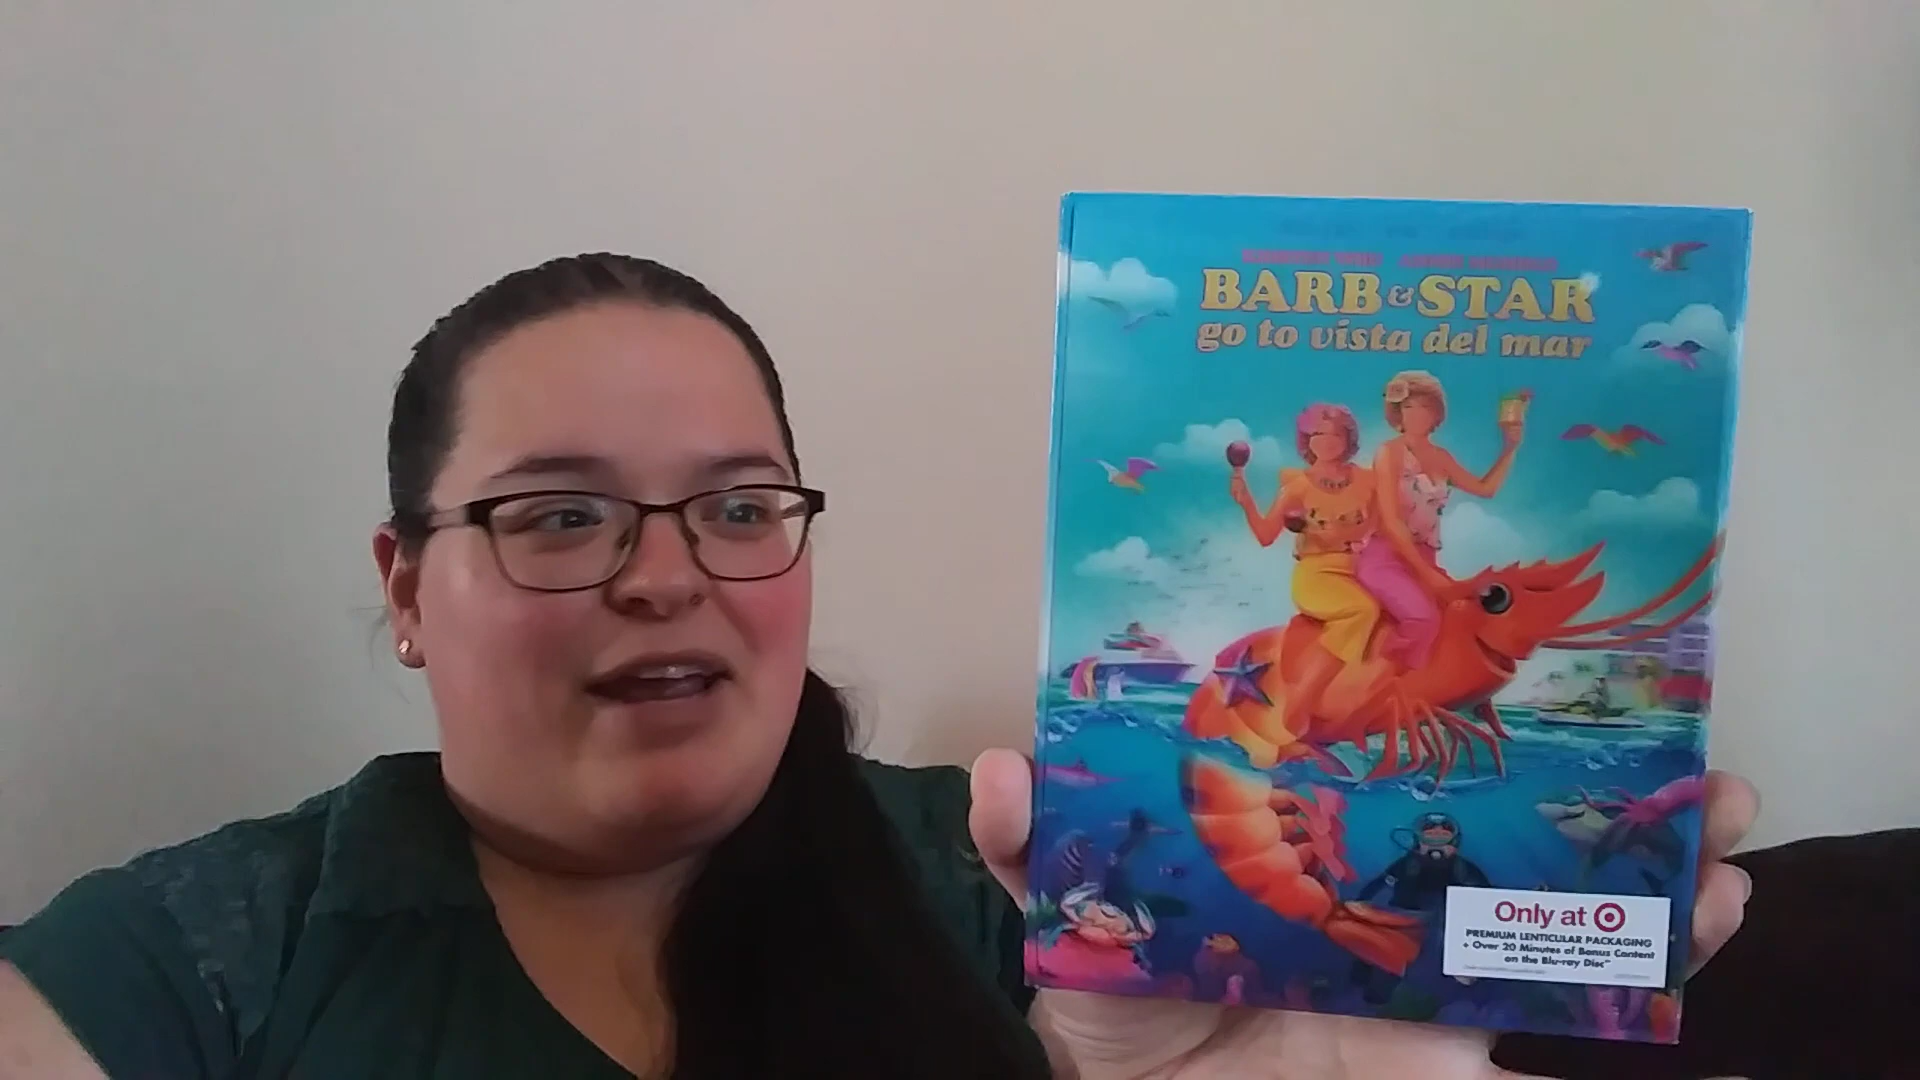 BARB & STAR
go to vista del mar
Only at
PREMIUM LENTICULAR PACKAGING
+ Over 20 Minutes of Bonus Content
on the Blu-ray Disc™